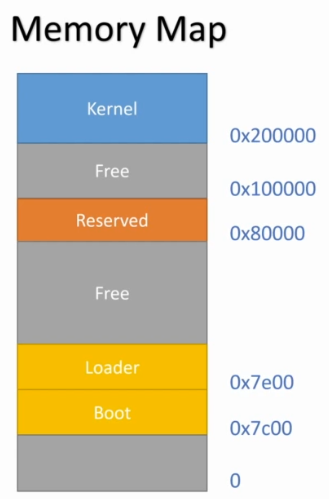 Memory Map
Kernel
0x200000
Free
0x100000
Reserved
0x80000
Free
Loader
0x7e00
Boot
0x7c00
0